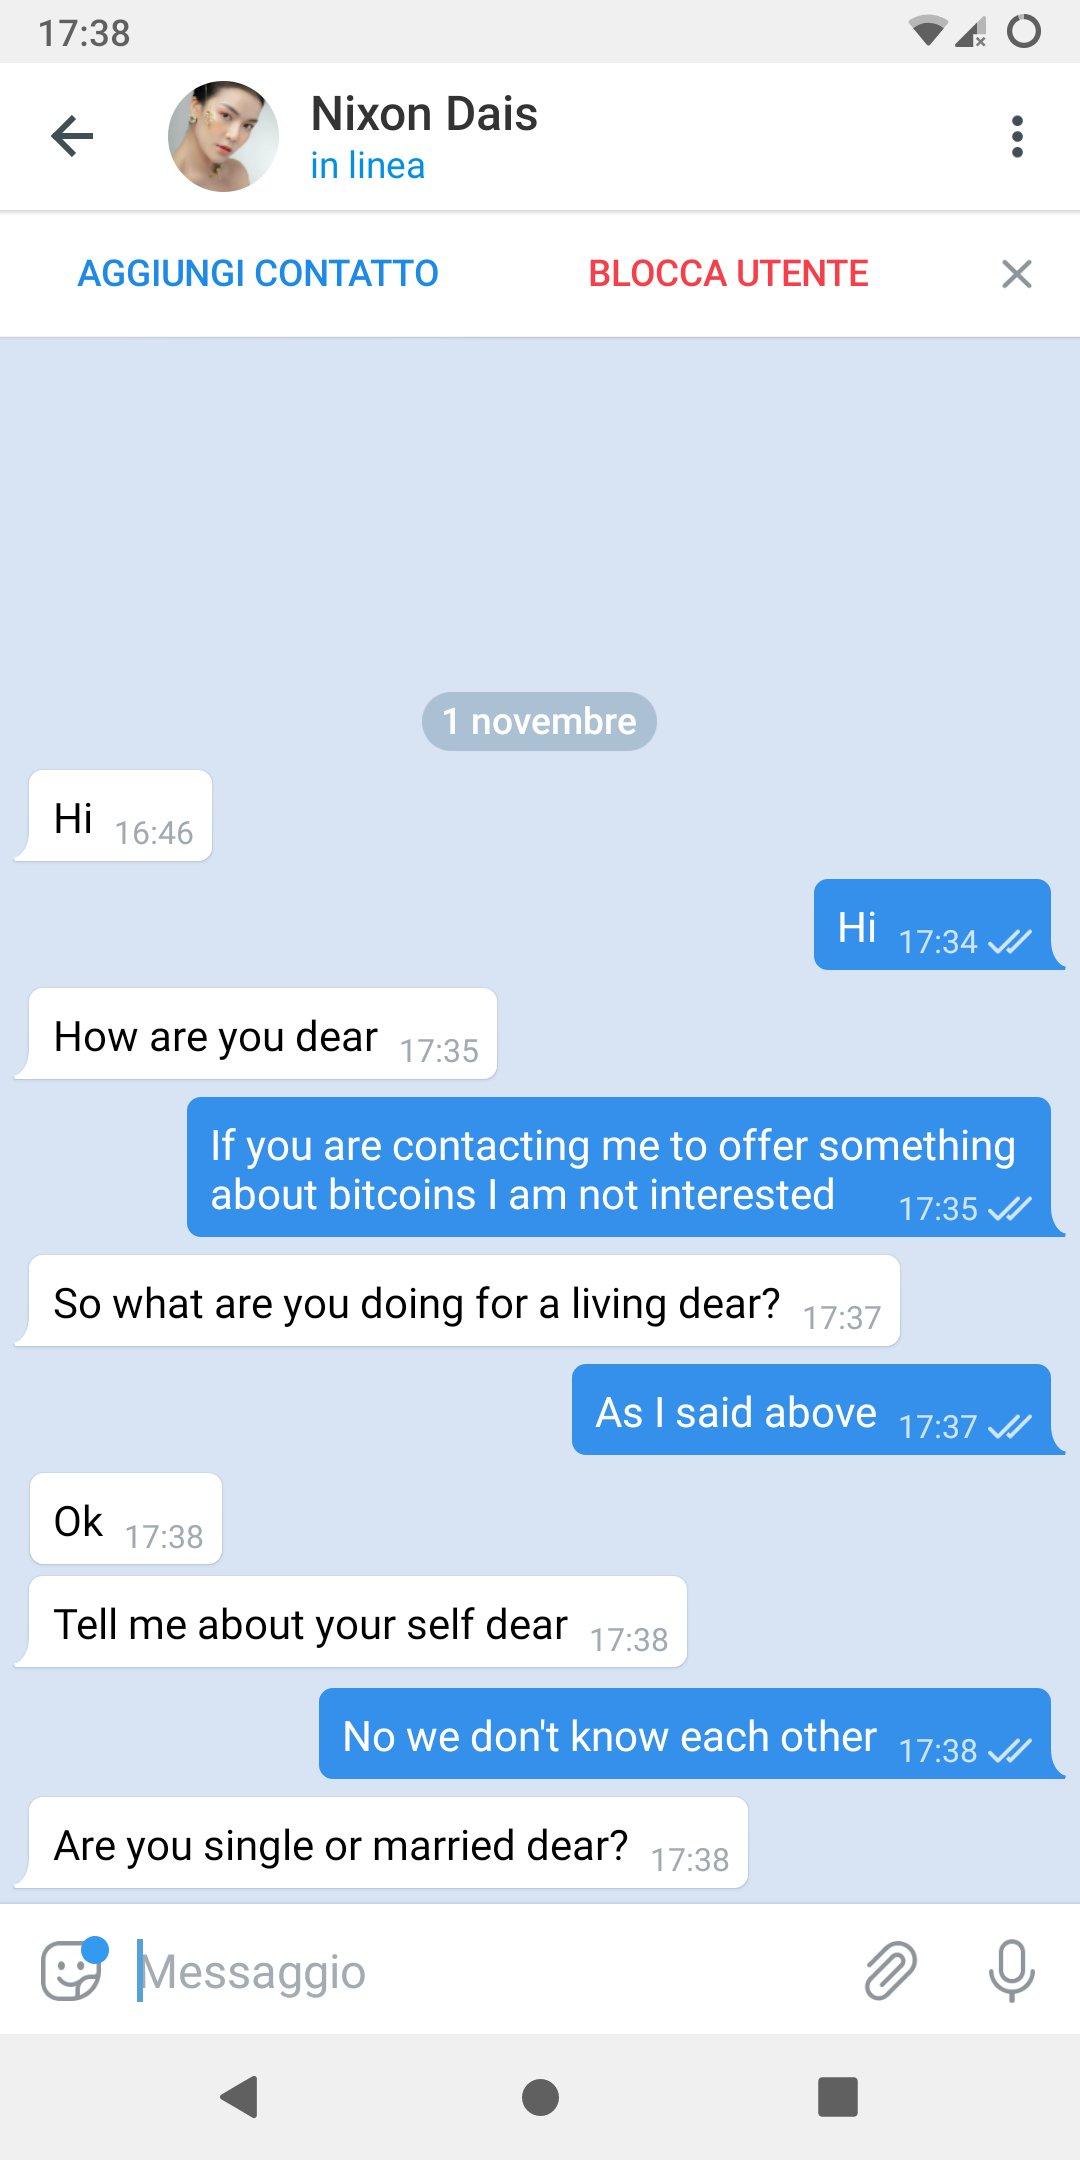 17:38
Nixon Dais
in linea
AGGIUNGI CONTATTO
BLOCCA UTENTE
1 novembre
Hi 16:46
Hi 17:34
How are you dear 17:35
If you are contacting me to offer something
about bitcoins I am not interested 17:35
So what are you doing for a living dear? 17:37
As I said above 17:37
Ok 17:38
Tell me about your self dear 17:38
No we don't know each other 17:38
Are you single or married dear? 17:38
Messaggio